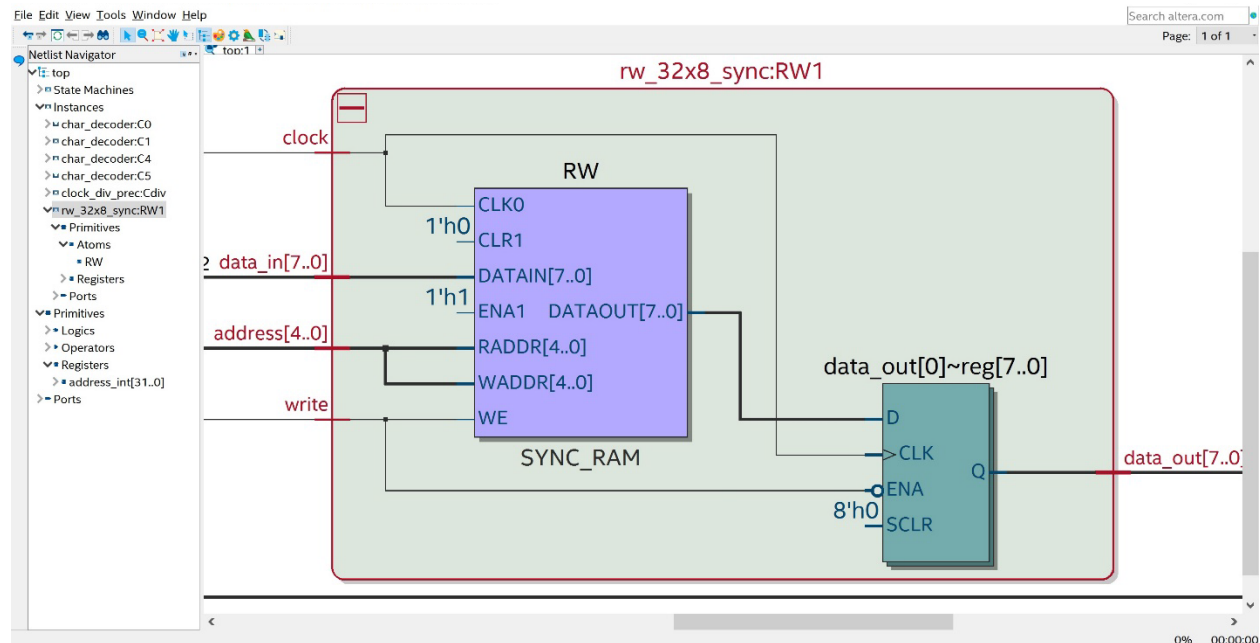 File Edit View Tools Window Help
Search altera.com
Page: 1 of 1
Netlist Navigator
top:1
top
State Machines
Instances
char_decoder:C0
char_decoder:C1
char_decoder:C4
char_decoder:C5
clock_div_prec:Cdiv
rw_32x8_sync:RW1
Primitives
Atoms
RW
Registers
Ports
Primitives
Logics
Operators
Registers
address_int[31..0]
Ports
rw_32x8_sync:RW1
clock
RW
CLK0
1'h0
CLR1
2 data_in[7..0]
DATAIN[7..0]
1'h1
ENA1 DATAOUT[7..0]
address[4..0]
RADDR[4..0]
WADDR[4..0]
write
WE
SYNC_RAM
data_out[0]~reg[7..0]
D
CLK
Q
ENA
8'h0
SCLR
data_out[7..0]
0% 00:00:00